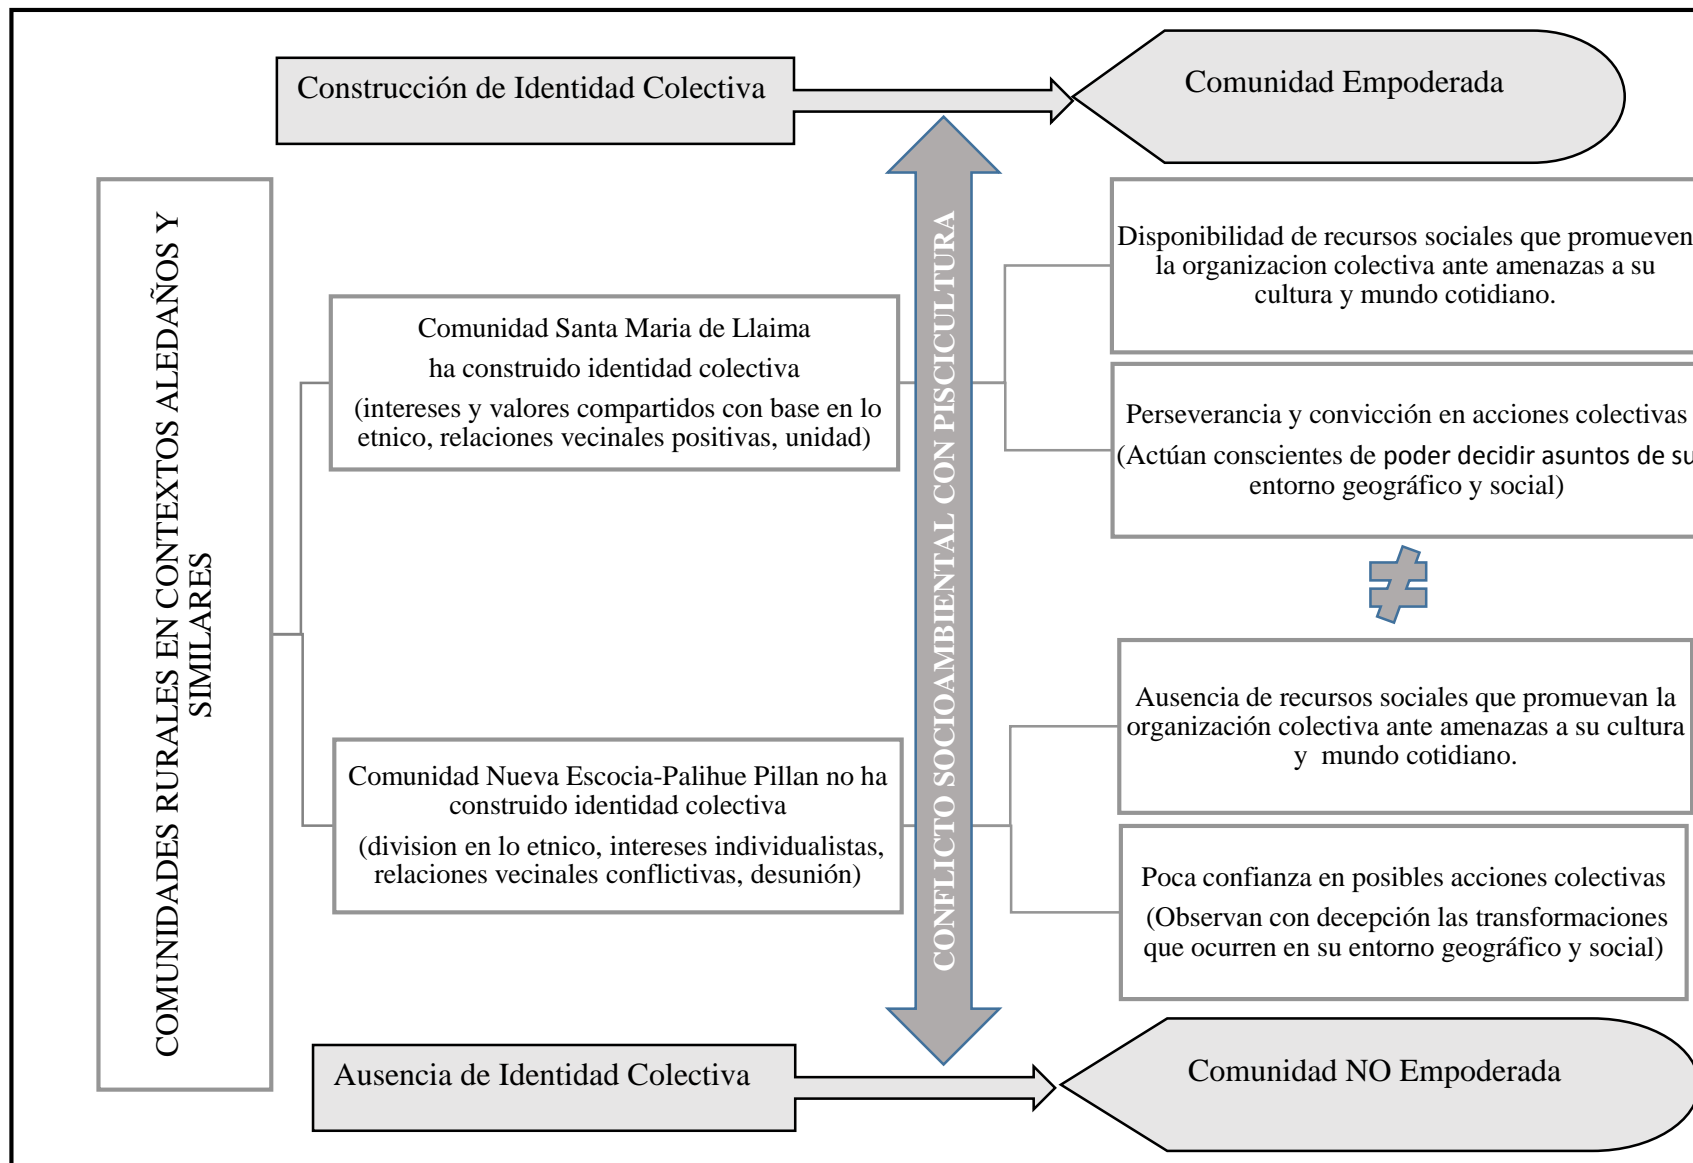 Construcción de Identidad Colectiva
Comunidad Empoderada
COMUNIDADES RURALES EN CONTEXTOS ALEDAÑOS Y
SIMILARES
Comunidad Santa Maria de Llaima
ha construido identidad colectiva
(intereses y valores compartidos con base en lo
etnico, relaciones vecinales positivas, unidad)
Comunidad Nueva Escocia-Palihue Pillan no ha
construido identidad colectiva
(division en lo etnico, intereses individualistas,
relaciones vecinales conflictivas, desunión)
CONFLICTO SOCIOAMBIENTAL CON PISCICULTURA
Disponibilidad de recursos sociales que promueven
la organizacion colectiva ante amenazas a su
cultura y mundo cotidiano.
Perseverancia y convicción en acciones colectivas
(Actúan conscientes de poder decidir asuntos de su
entorno geográfico y social)
≠
Ausencia de recursos sociales que promuevan la
organización colectiva ante amenazas a su cultura
y mundo cotidiano.
Poca confianza en posibles acciones colectivas
(Observan con decepción las transformaciones
que ocurren en su entorno geográfico y social)
Ausencia de Identidad Colectiva
Comunidad NO Empoderada